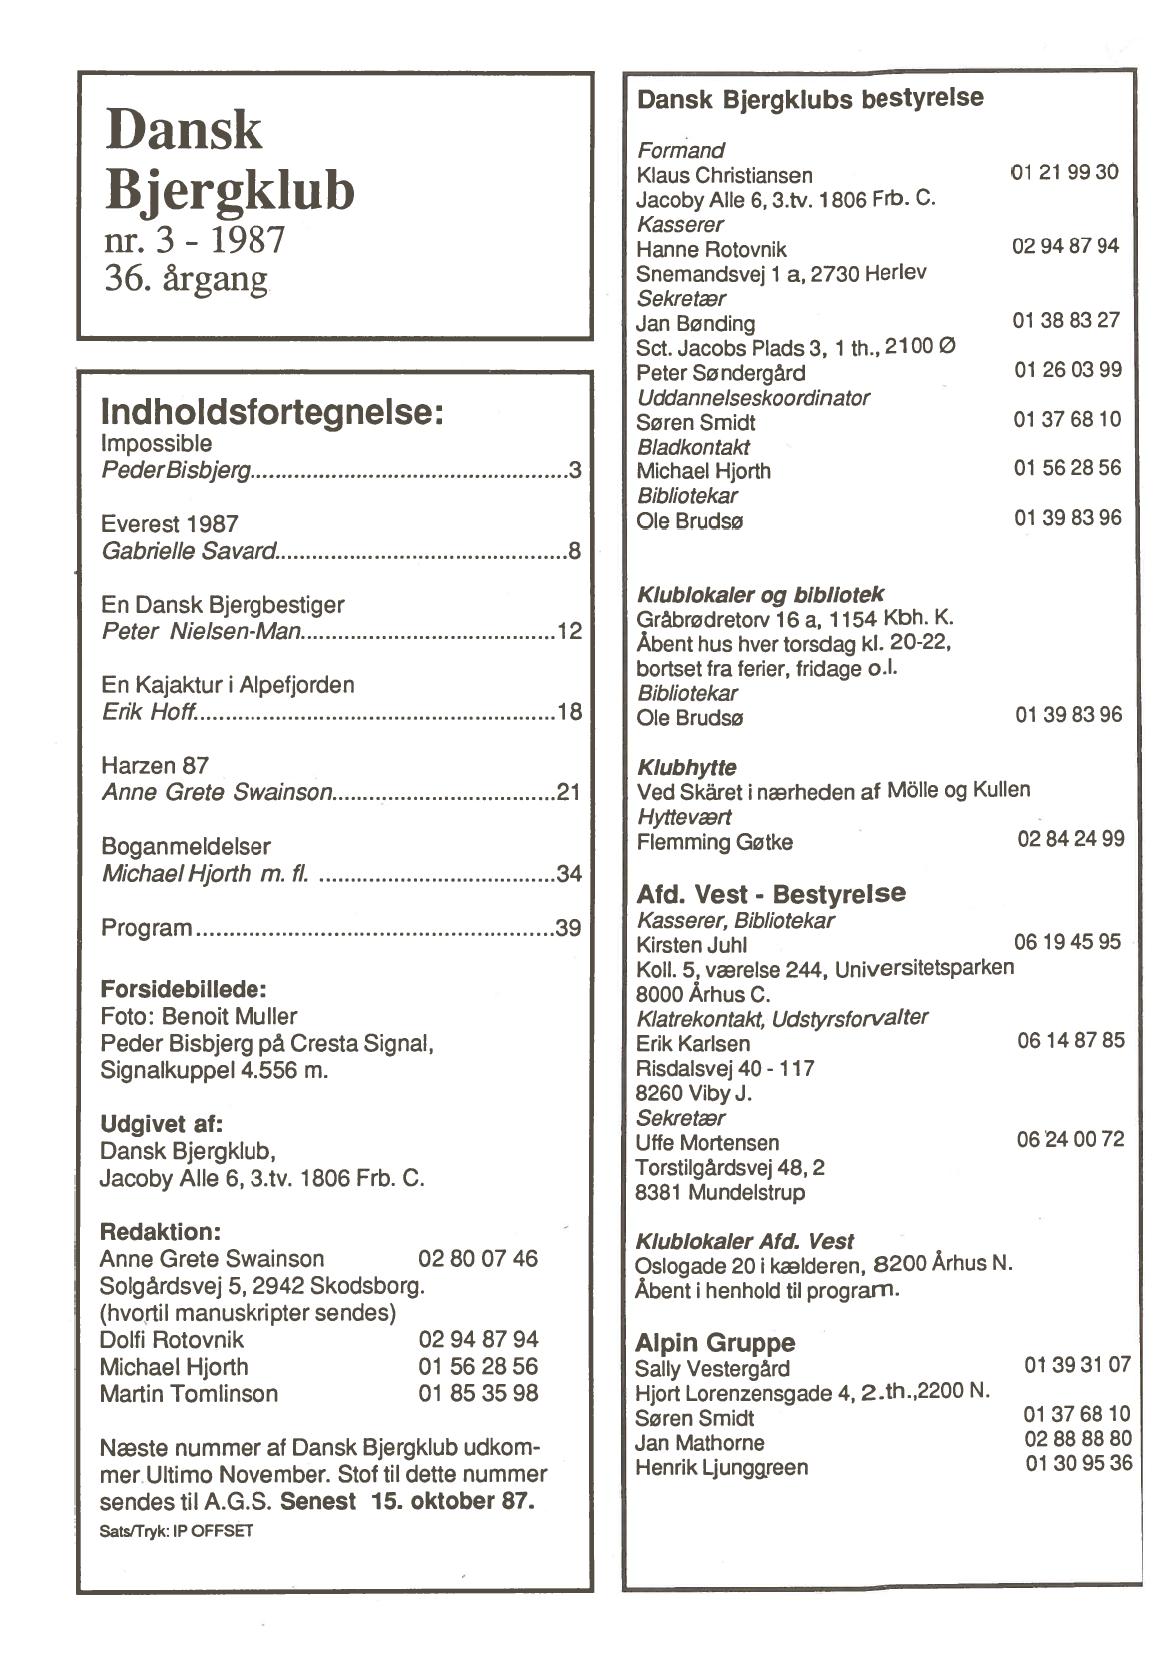 Dansk
Bjergklub
nr. 3 - 1987
36. årgang
Indholdsfortegnelse:
Impossible
Peder Bisbjerg...............................................3
Everest 1987
Gabrielle Savard...........................................8
En Dansk Bjergbestiger
Peter Nielsen-Man......................................12
En Kajaktur i Alpefjorden
Erik Hoff......................................................18
Harzen 87
Anne Grete Swainson.................................21
Boganmeldelser
Michael Hjorth m. fl. ...................................34
Program.....................................................39
Forsidebillede:
Foto: Benoit Muller
Peder Bisbjerg på Cresta Signal,
Signalkuppel 4.556 m.
Udgivet af:
Dansk Bjergklub,
Jacoby Alle 6, 3.tv. 1806 Frb. C.
Redaktion:
Anne Grete Swainson 02 80 07 46
Solgårdsvej 5, 2942 Skodsborg.
(hvortil manuskripter sendes)
Dolfi Rotovnik 02 94 87 94
Michael Hjorth 01 56 28 56
Martin Tomlinson 01 85 35 98
Næste nummer af Dansk Bjergklub udkom-
mer Ultimo November. Stof til dette nummer
sendes til A.G.S. Senest 15. oktober 87.
Sats/Tryk: IP OFFSET
Dansk Bjergklubs bestyrelse
Formand
Klaus Christiansen 01 21 99 30
Jacoby Alle 6, 3.tv. 1806 Frb. C.
Kasserer
Hanne Rotovnik 02 94 87 94
Snemandsvej 1 a, 2730 Herlev
Sekretær
Jan Bønding 01 38 83 27
Sct. Jacobs Plads 3, 1 th., 2100 Ø
Peter Søndergård 01 26 03 99
Uddannelseskoordinator
Søren Smidt 01 37 68 10
Bladkontakt
Michael Hjorth 01 56 28 56
Bibliotekar
Ole Brudsø 01 39 83 96
Klublokaler og bibliotek
Gråbrødretorv 16 a, 1154 Kbh. K.
Åbent hus hver torsdag kl. 20-22,
bortset fra ferier, fridage o.l.
Bibliotekar
Ole Brudsø 01 39 83 96
Klubhytte
Ved Skäret i nærheden af Mölle og Kullen
Hyttevært
Flemming Gøtke 02 84 24 99
Afd. Vest - Bestyrelse
Kasserer, Bibliotekar
Kirsten Juhl 06 19 45 95
Koll. 5, værelse 244, Universitetsparken
8000 Århus C.
Klatrekontakt, Udstyrsforvalter
Erik Karlsen 06 14 87 85
Risdalsvej 40 - 117
8260 Viby J.
Sekretær
Uffe Mortensen 06 24 00 72
Torstilgårdsvej 48, 2
8381 Mundelstrup
Klublokaler Afd. Vest
Oslogade 20 i kælderen, 8200 Århus N.
Åbent i henhold til program.
Alpin Gruppe
Sally Vestergård 01 39 31 07
Hjort Lorenzensgade 4, 2.th.,2200 N.
Søren Smidt 01 37 68 10
Jan Mathorne 02 88 88 80
Henrik Ljunggreen 01 30 95 36